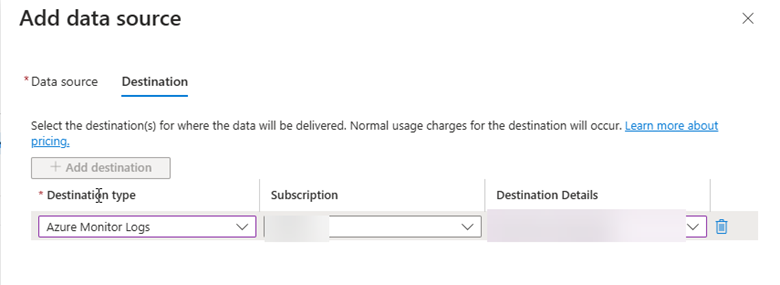 Add data source
* Data source Destination
Select the destination(s) for where the data will be delivered. Normal usage charges for the destination will occur. Learn more about
pricing.
+ Add destination
* Destination type Subscription Destination Details
Azure Monitor Logs